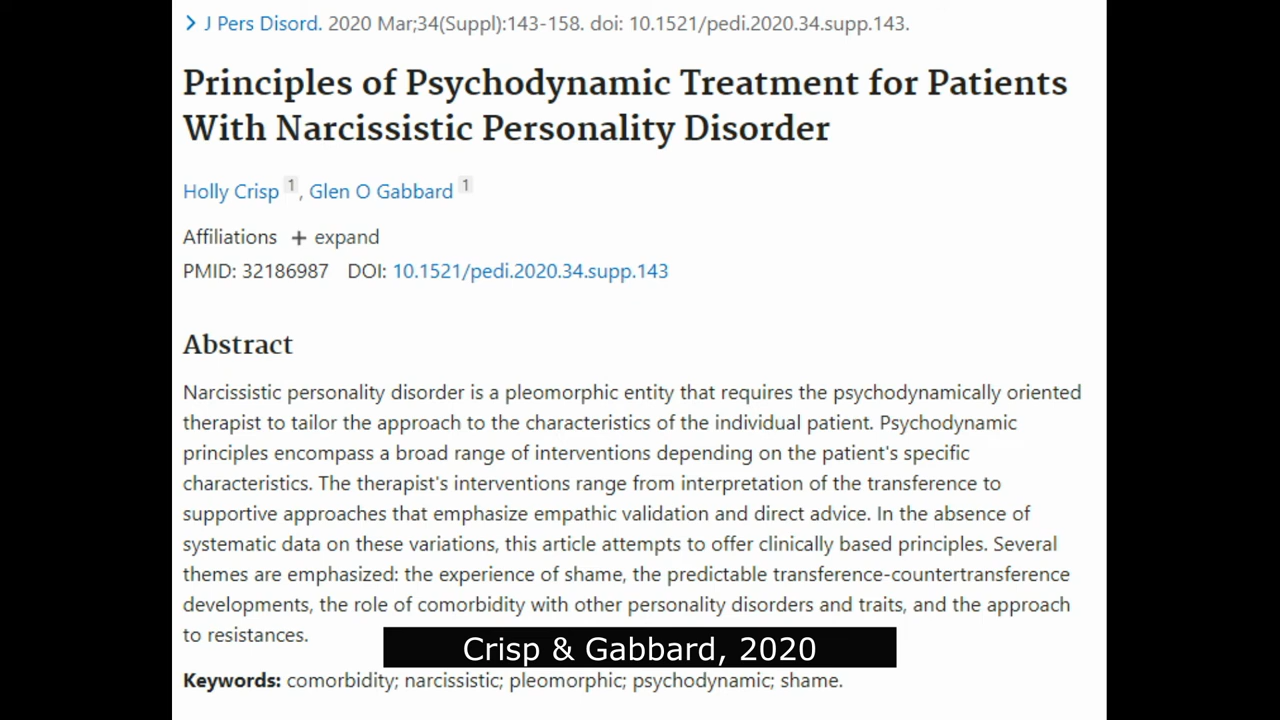 > J Pers Disord. 2020 Mar;34(Suppl):143-158. doi: 10.1521/pedi.2020.34.supp.143.
Principles of Psychodynamic Treatment for Patients
With Narcissistic Personality Disorder
Holly Crisp 1, Glen O Gabbard 1
Affiliations + expand
PMID: 32186987 DOI: 10.1521/pedi.2020.34.supp.143
Abstract
Narcissistic personality disorder is a pleomorphic entity that requires the psychodynamically oriented
therapist to tailor the approach to the characteristics of the individual patient. Psychodynamic
principles encompass a broad range of interventions depending on the patient's specific
characteristics. The therapist's interventions range from interpretation of the transference to
supportive approaches that emphasize empathic validation and direct advice. In the absence of
systematic data on these variations, this article attempts to offer clinically based principles. Several
themes are emphasized: the experience of shame, the predictable transference-countertransference
developments, the role of comorbidity with other personality disorders and traits, and the approach
to resistances.
Crisp & Gabbard, 2020
Keywords: comorbidity; narcissistic; pleomorphic; psychodynamic; shame.